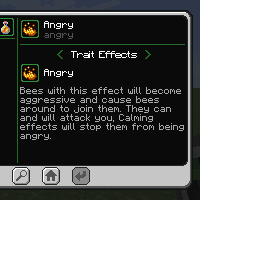 Angry
angry
Trait Effects
Angry
Bees with this effect will become
aggressive and cause bees
around to join them. They can
and will attack you, Calming
effects will stop them from being
angry.